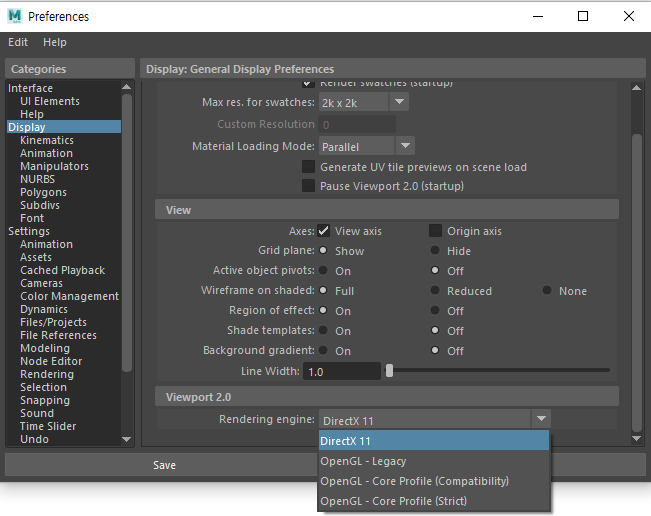 Preferences
Edit Help
Categories
Interface
UI Elements
Help
Display
Kinematics
Animation
Manipulators
NURBS
Polygons
Subdivs
Font
Settings
Animation
Assets
Cached Playback
Cameras
Color Management
Dynamics
Files/Projects
File References
Modeling
Node Editor
Rendering
Selection
Snapping
Sound
Time Slider
Undo
Display: General Display Preferences
Render swatches (startup)
Max res. for swatches: 2k x 2k
Custom Resolution 0
Material Loading Mode: Parallel
Generate UV tile previews on scene load
Pause Viewport 2.0 (startup)
View
Axes: View axis Origin axis
Grid plane: Show Hide
Active object pivots: On Off
Wireframe on shaded: Full Reduced None
Region of effect: On Off
Shade templates: On Off
Background gradient: On Off
Line Width: 1.0
Viewport 2.0
Rendering engine: DirectX 11
DirectX 11
OpenGL - Legacy
OpenGL - Core Profile (Compatibility)
OpenGL - Core Profile (Strict)
Save